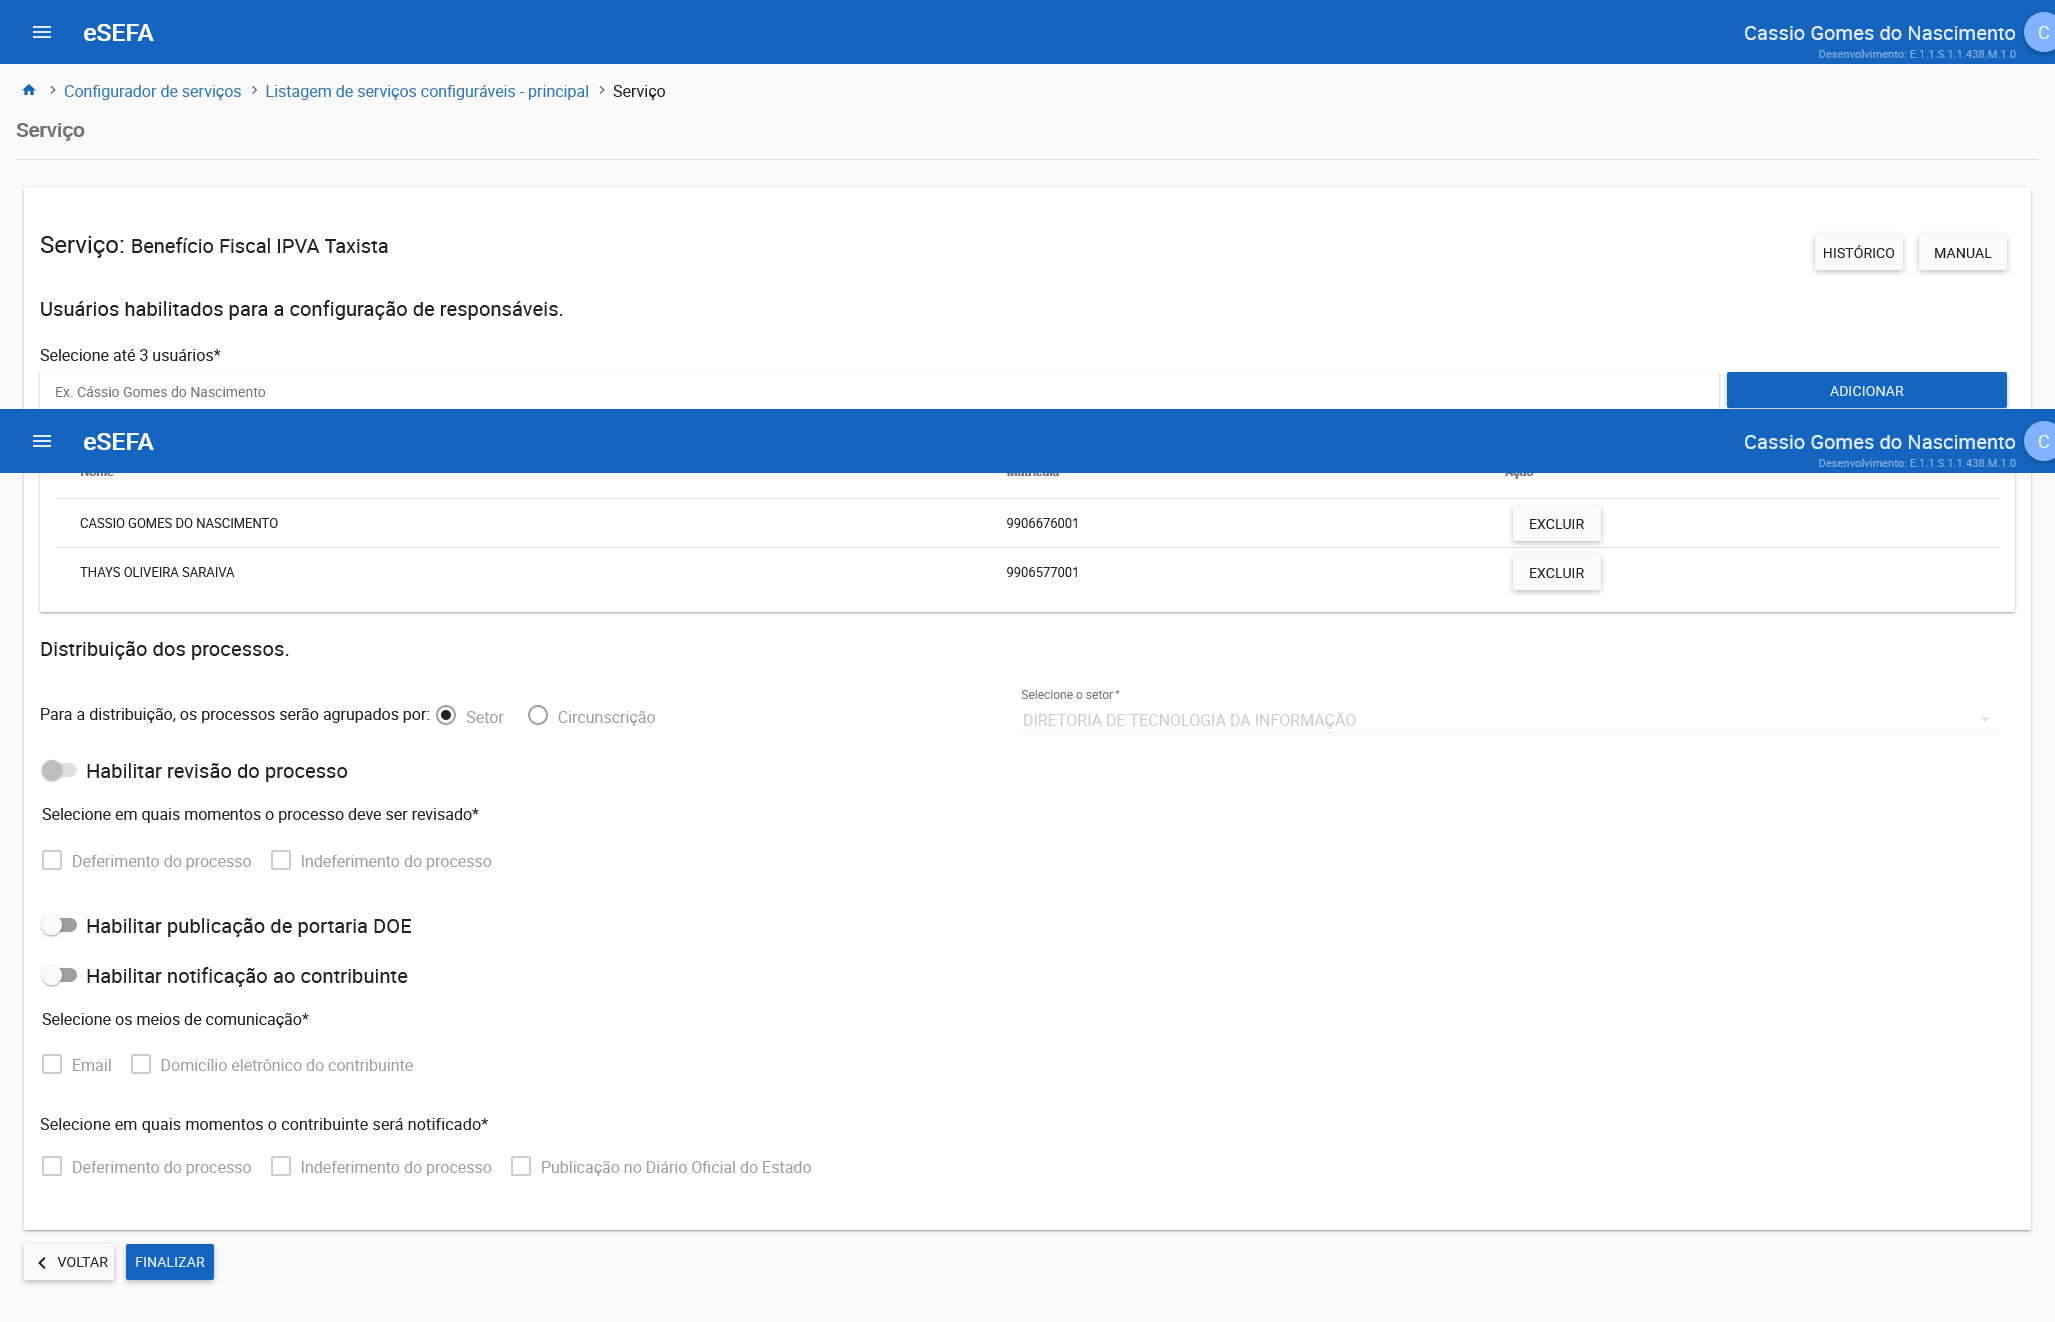 eSEFA
Cassio Gomes do Nascimento
C
Desenvolvimento: E.1.1.S.1.1.438.M.1.0
Configurador de serviços
Listagem de serviços configuráveis - principal
Serviço
Serviço
Serviço: Benefício Fiscal IPVA Taxista
HISTÓRICO
MANUAL
Usuários habilitados para a configuração de responsáveis.
Selecione até 3 usuários*
Ex. Cássio Gomes do Nascimento
ADICIONAR
eSEFA
Cassio Gomes do Nascimento
C
Desenvolvimento: E.1.1.S.1.1.438.M.1.0
Nome
Matrícula
Ação
CASSIO GOMES DO NASCIMENTO
9906676001
EXCLUIR
THAYS OLIVEIRA SARAIVA
9906577001
EXCLUIR
Distribuição dos processos.
Para a distribuição, os processos serão agrupados por:
Setor
Circunscrição
Selecione o setor *
DIRETORIA DE TECNOLOGIA DA INFORMAÇÃO
Habilitar revisão do processo
Selecione em quais momentos o processo deve ser revisado*
Deferimento do processo
Indeferimento do processo
Habilitar publicação de portaria DOE
Habilitar notificação ao contribuinte
Selecione os meios de comunicação*
Email
Domicílio eletrônico do contribuinte
Selecione em quais momentos o contribuinte será notificado*
Deferimento do processo
Indeferimento do processo
Publicação no Diário Oficial do Estado
VOLTAR
FINALIZAR